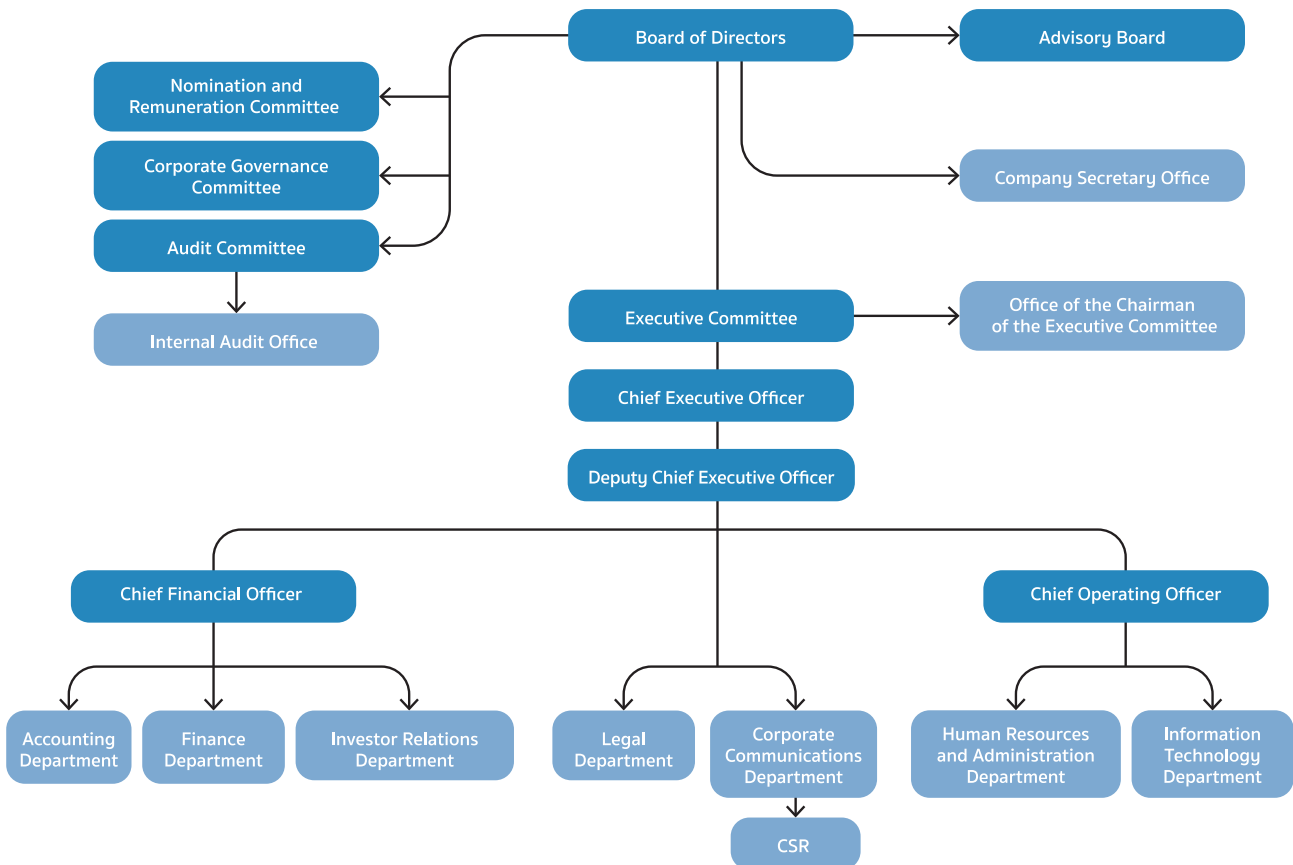 Board of Directors
Advisory Board
Nomination and
Remuneration Committee
Corporate Governance
Committee
Company Secretary Office
Audit Committee
Internal Audit Office
Executive Committee
Office of the Chairman
of the Executive Committee
Chief Executive Officer
Deputy Chief Executive Officer
Chief Financial Officer
Chief Operating Officer
Accounting
Department
Finance
Department
Investor Relations
Department
Legal
Department
Corporate
Communications
Department
Human Resources
and Administration
Department
Information
Technology
Department
CSR